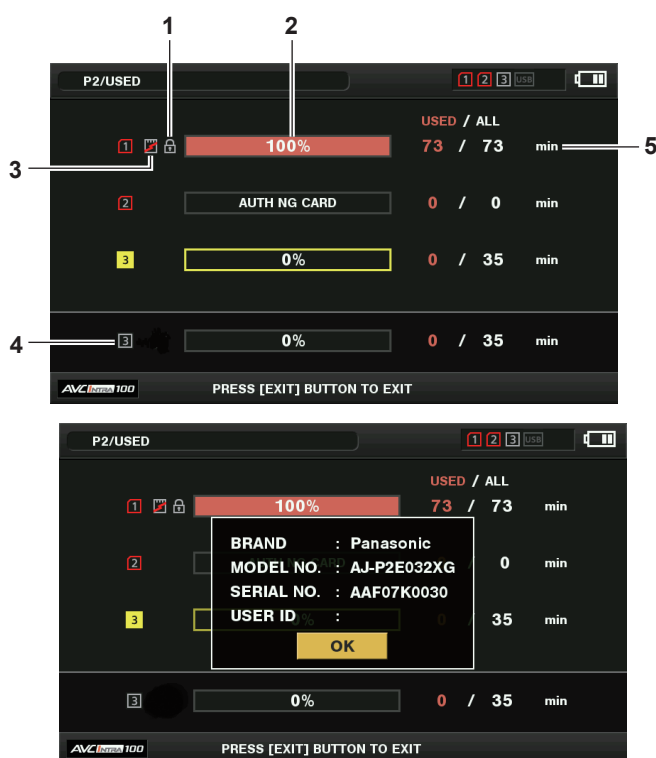 1 2
P2/USED 1 2 3 USB
USED / ALL
3 1 100% 73 / 73 min 5
2 AUTH NG CARD 0 / 0 min
3 0% 0 / 35 min
4 3 0% 0 / 35 min
AVC INTRA 100 PRESS [EXIT] BUTTON TO EXIT
P2/USED 1 2 3 USB
USED / ALL
1 100% 73 / 73 min
BRAND : Panasonic
2 MODEL NO. : AJ-P2E032XG / 0 min
SERIAL NO. : AAF07K0030
3 USER ID : 0% 0 / 35 min
OK
3 0% 0 / 35 min
AVC INTRA 100 PRESS [EXIT] BUTTON TO EXIT